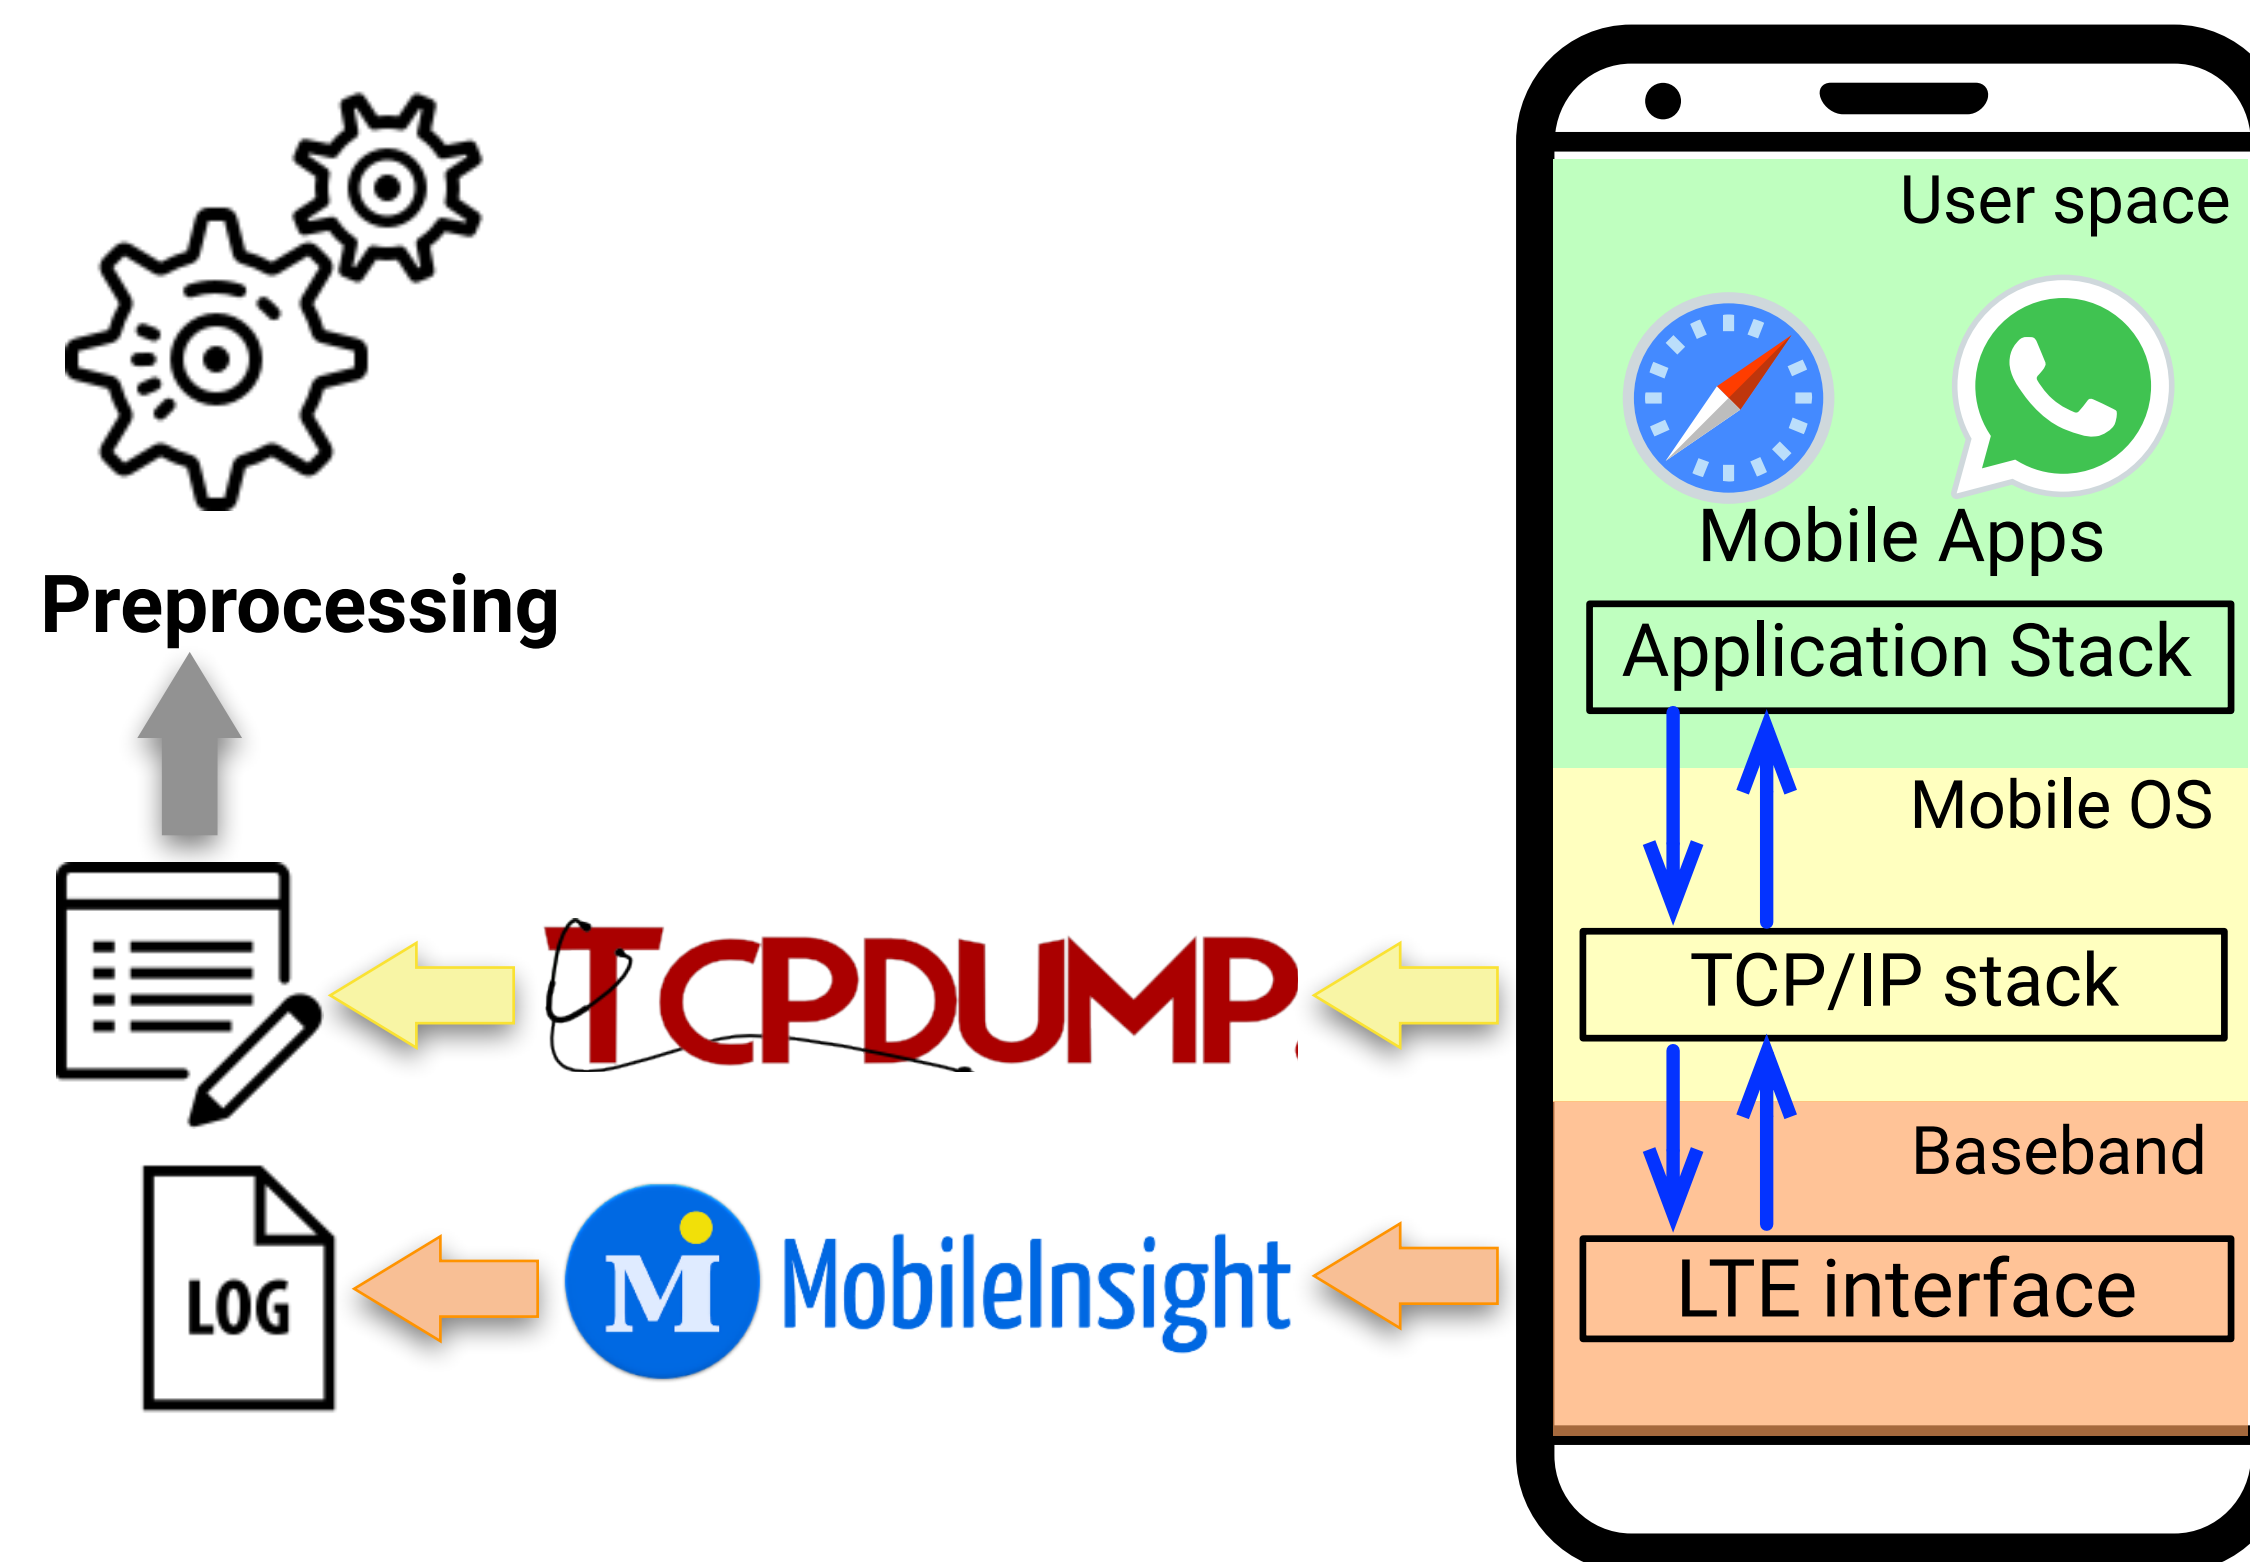 User space
Mobile Apps
Application Stack
Mobile OS
TCP/IP stack
Baseband
LTE interface
Preprocessing
TCPDUMP
M MobileInsight
LOG